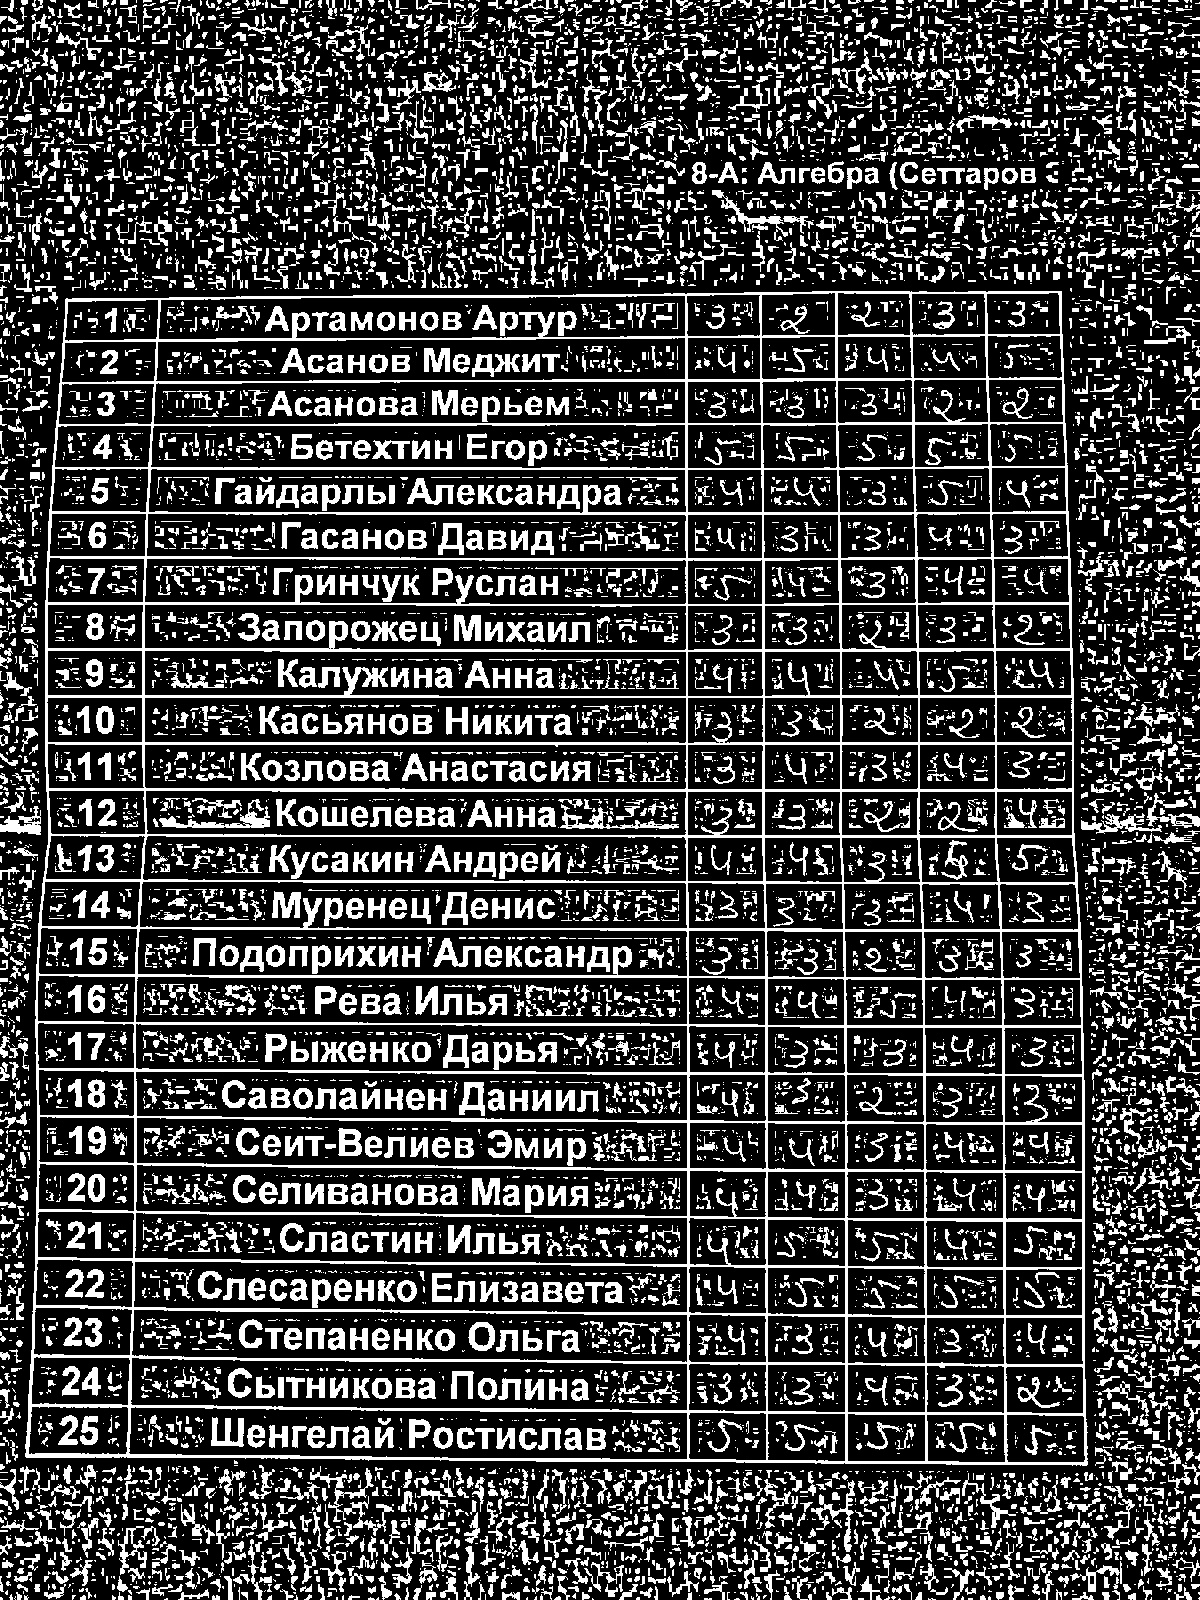 8-А: Алгебра (Сеттаров
1 Артамонов Артур 3 2 2 3 3
2 Асанов Меджит 4 5 4 4 5
3 Асанова Мерьем 3 3 3 2 2
4 Бетехтин Егор 5 5 5 5 5
5 Гайдарлы Александра 4 4 3 5 4
6 Гасанов Давид 4 3 3 4 3
7 Гринчук Руслан 5 4 3 4 4
8 Запорожец Михаил 3 3 2 3 2
9 Калужина Анна 4 4 4 5 4
10 Касьянов Никита 3 3 2 2 2
11 Козлова Анастасия 3 4 3 4 3
12 Кошелева Анна 3 3 2 2 4
13 Кусакин Андрей 4 4 3 5 5
14 Муренец Денис 3 3 3 4 3
15 Подоприхин Александр 3 3 2 3 3
16 Рева Илья 4 4 5 4 3
17 Рыженко Дарья 4 3 3 4 3
18 Саволайнен Даниил 4 3 2 3 3
19 Сеит-Велиев Эмир 4 4 3 4 4
20 Селиванова Мария 4 4 3 4 4
21 Сластин Илья 4 5 5 4 5
22 Слесаренко Елизавета 4 5 5 5 5
23 Степаненко Ольга 4 3 4 3 4
24 Сытникова Полина 3 3 4 3 2
25 Шенгелай Ростислав 5 5 5 5 5